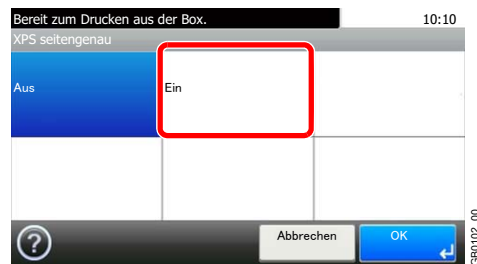 Bereit zum Drucken aus der Box. 10:10
XPS seitengenau
Aus Ein
? Abbrechen OK
GB0102_00